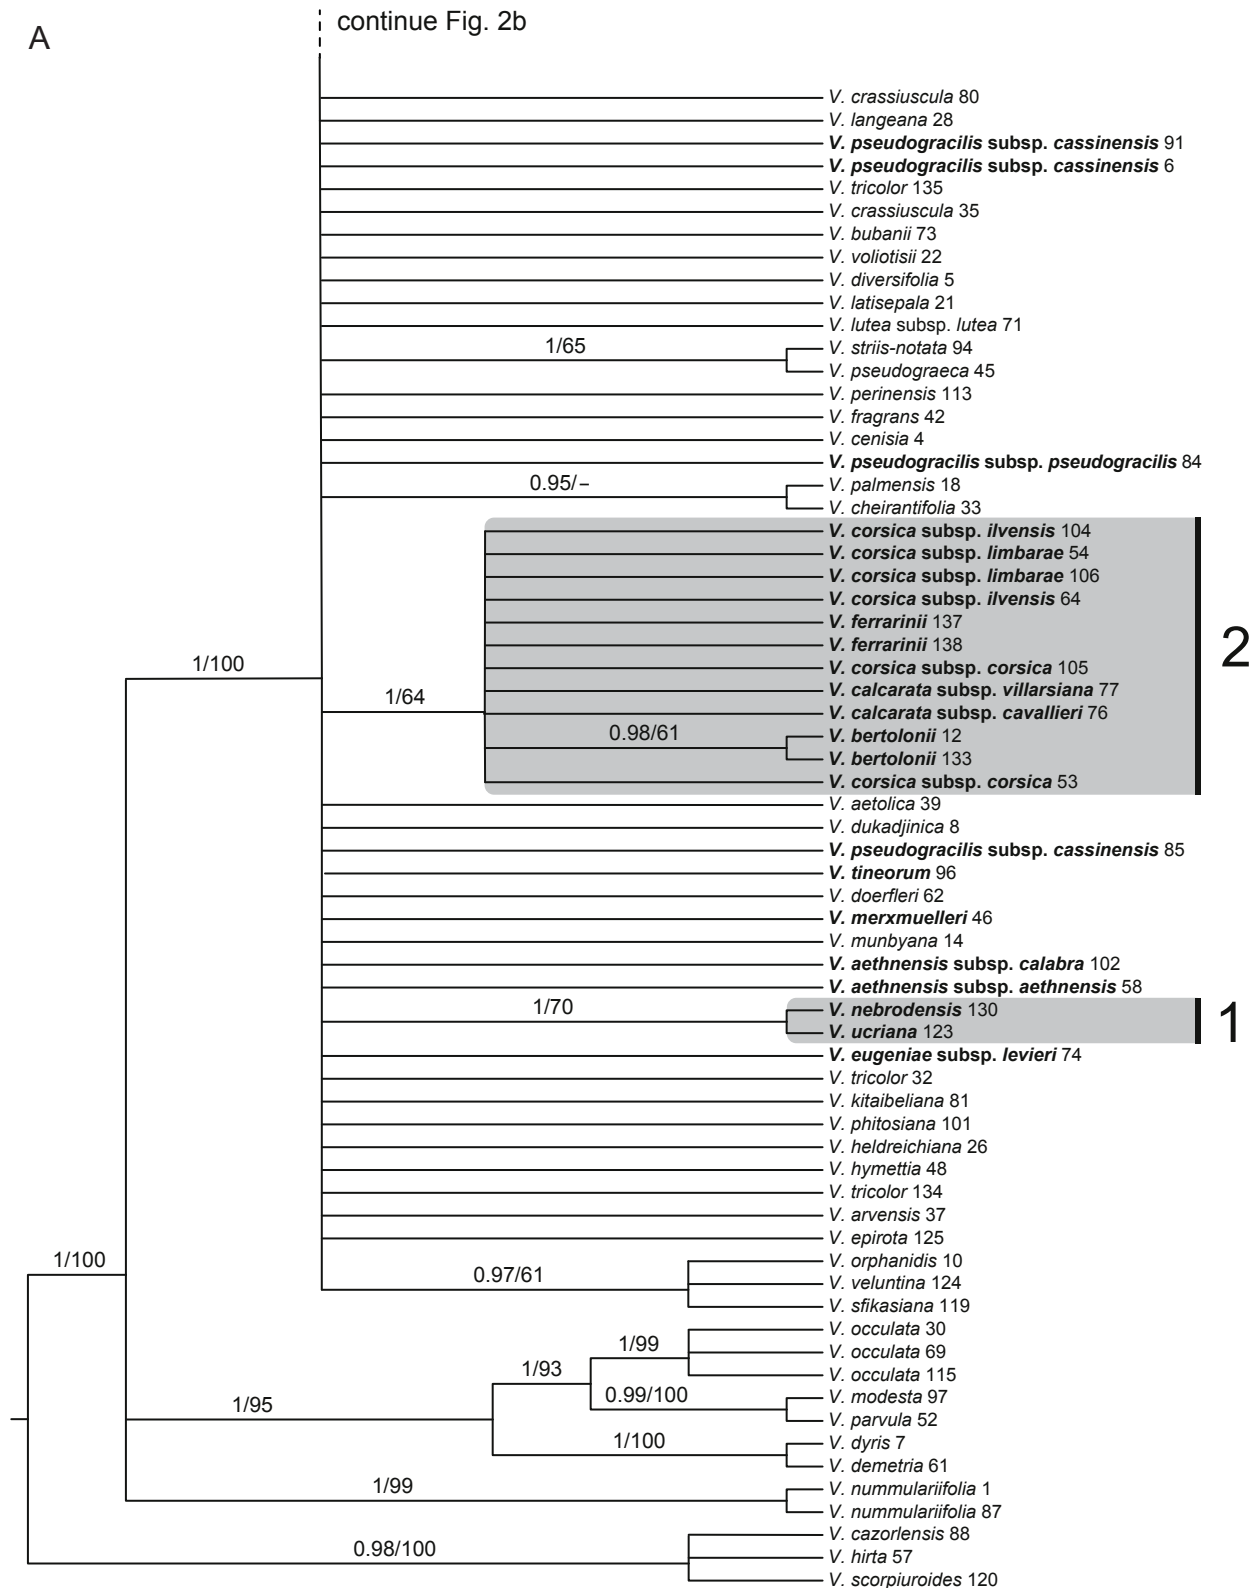 A
continue Fig. 2b
V. crassiuscula 80
V. langeana 28
V. pseudogracilis subsp. cassinensis 91
V. pseudogracilis subsp. cassinensis 6
V. tricolor 135
V. crassiuscula 35
V. bubanii 73
V. voliotisii 22
V. diversifolia 5
V. latisepala 21
V. lutea subsp. lutea 71
1/65
V. striis-notata 94
V. pseudograeca 45
V. perinensis 113
V. fragrans 42
V. cenisia 4
V. pseudogracilis subsp. pseudogracilis 84
0.95/–
V. palmensis 18
V. cheirantifolia 33
V. corsica subsp. ilvensis 104
V. corsica subsp. limbarae 54
V. corsica subsp. limbarae 106
V. corsica subsp. ilvensis 64
V. ferrarinii 137
V. ferrarinii 138
2
1/100
V. corsica subsp. corsica 105
V. calcarata subsp. villarsiana 77
1/64
V. calcarata subsp. cavallieri 76
0.98/61
V. bertolonii 12
V. bertolonii 133
V. corsica subsp. corsica 53
V. aetolica 39
V. dukadjinica 8
V. pseudogracilis subsp. cassinensis 85
V. tineorum 96
V. doerfleri 62
V. merxmuelleri 46
V. munbyana 14
V. aethnensis subsp. calabra 102
V. aethnensis subsp. aethnensis 58
1/70
V. nebrodensis 130
V. ucriana 123
1
V. eugeniae subsp. levieri 74
V. tricolor 32
V. kitaibeliana 81
V. phitosiana 101
V. heldreichiana 26
V. hymettia 48
V. tricolor 134
V. arvensis 37
V. epirota 125
1/100
V. orphanidis 10
0.97/61
V. veluntina 124
V. sfikasiana 119
V. occulata 30
1/99
V. occulata 69
1/93
V. occulata 115
0.99/100
V. modesta 97
1/95
V. parvula 52
1/100
V. dyris 7
V. demetria 61
1/99
V. nummulariifolia 1
V. nummulariifolia 87
V. cazorlensis 88
0.98/100
V. hirta 57
V. scorpiuroides 120